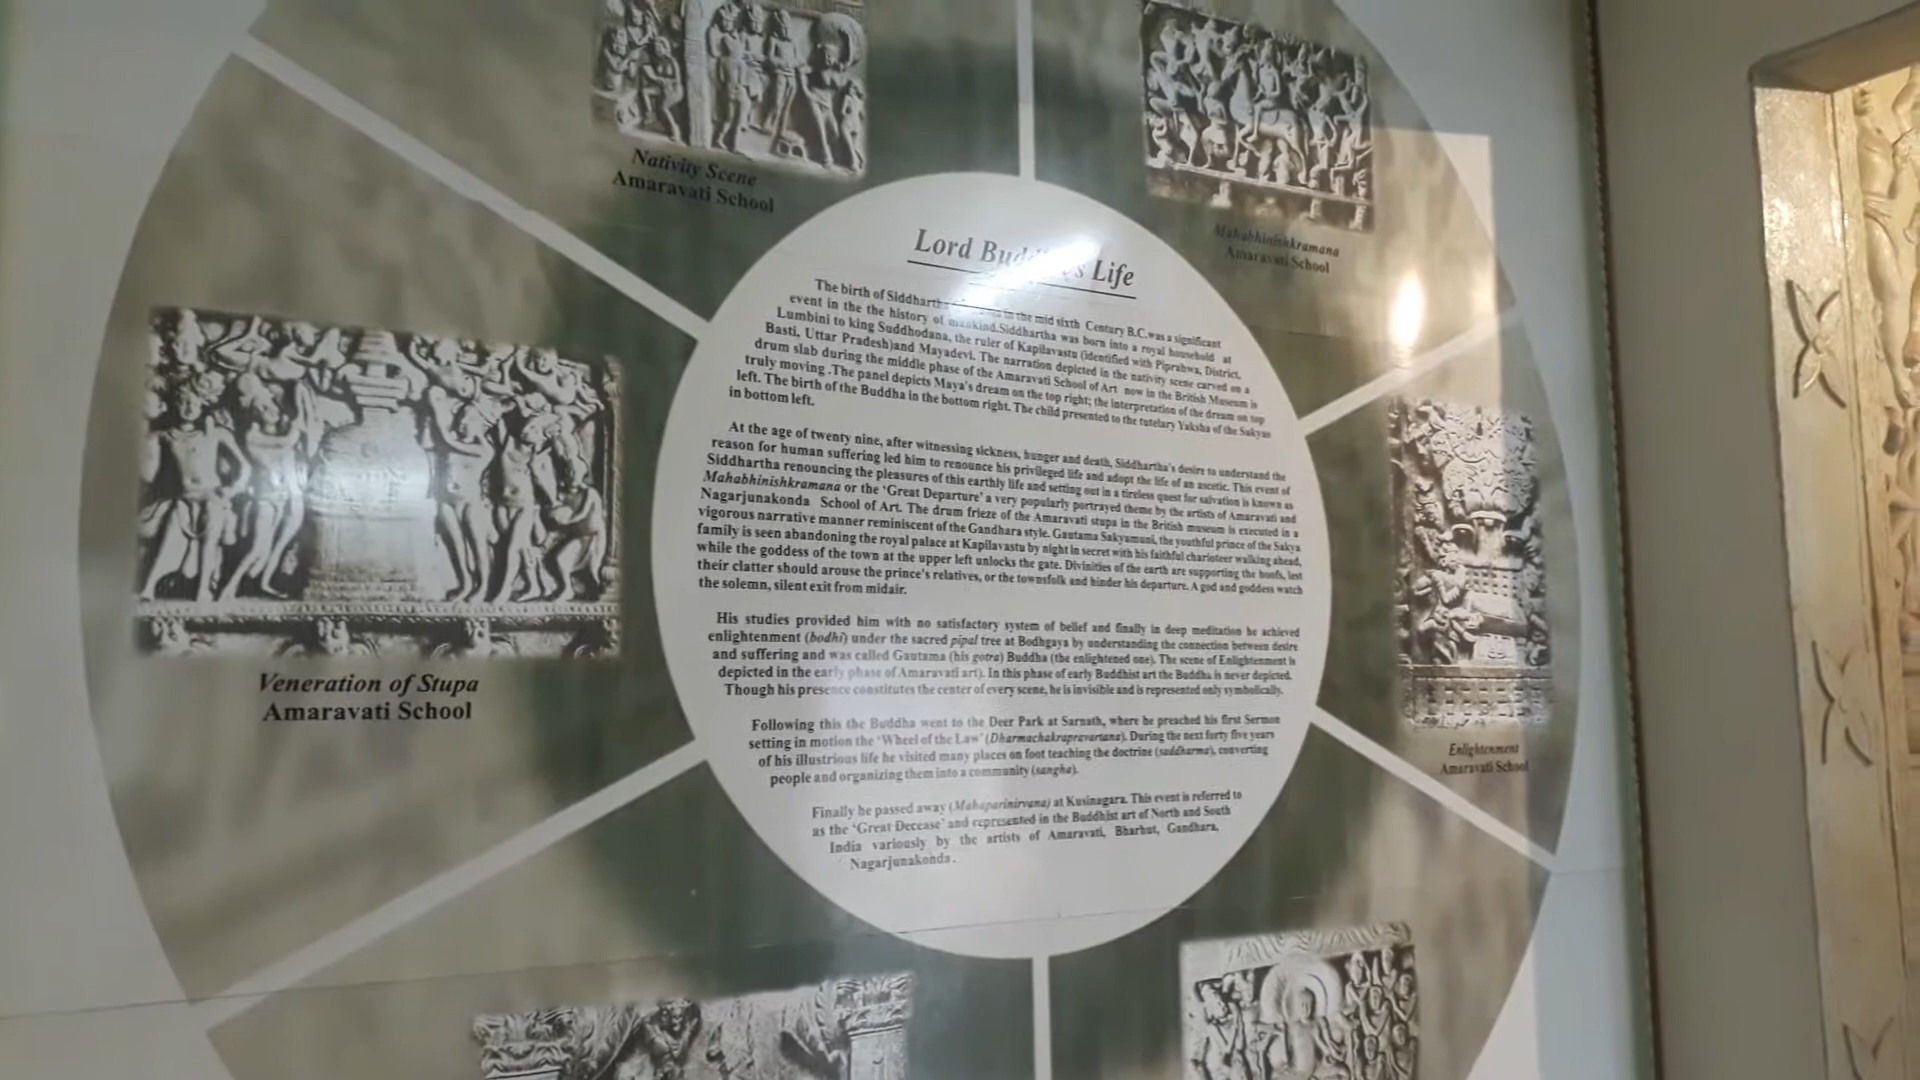 Nativity Scene
Amaravati School
Mahabhinishkramana
Amaravati School
Lord Buddha's Life
The birth of Siddhartha in the mid sixth Century B.C.was a significant
event in the the history of mankind.Siddhartha was born into a royal household at
Lumbini to king Suddhodana, the ruler of Kapilavastu (identified with Piprahwa, District,
Basti, Uttar Pradesh)and Mayadevi. The narration depicted in the nativity scene carved on a
drum slab during the middle phase of the Amaravati School of Art now in the British Museum is
truly moving .The panel depicts Maya's dream on the top right; the interpretation of the dream on top
left. The birth of the Buddha in the bottom right. The child presented to the tutelary Yaksha of the Sakyas
in bottom left.
At the age of twenty nine, after witnessing sickness, hunger and death, Siddhartha's desire to understand the
reason for human suffering led him to renounce his privileged life and adopt the life of an ascetic. This event of
Siddhartha renouncing the pleasures of this earthly life and setting out in a tireless quest for salvation is known as
Mahabhinishkramana or the 'Great Departure' a very popularly portrayed theme by the artists of Amaravati and
Nagarjunakonda School of Art. The drum frieze of the Amaravati stupa in the British museum is executed in a
vigorous narrative manner reminiscent of the Gandhara style. Gautama Sakyamuni, the youthful prince of the Sakya
family is seen abandoning the royal palace at Kapilavastu by night in secret with his faithful charioteer walking ahead,
while the goddess of the town at the upper left unlocks the gate. Divinities of the earth are supporting the hoofs, lest
their clatter should arouse the prince's relatives, or the townsfolk and hinder his departure. A god and goddess watch
the solemn, silent exit from midair.
His studies provided him with no satisfactory system of belief and finally in deep meditation he achieved
enlightenment (bodhi) under the sacred pipal tree at Bodhgaya by understanding the connection between desire
and suffering and was called Gautama (his gotra) Buddha (the enlightened one). The scene of Enlightenment is
depicted in the early phase of Amaravati art). In this phase of early Buddhist art the Buddha is never depicted.
Though his presence constitutes the center of every scene, he is invisible and is represented only symbolically.
Following this the Buddha went to the Deer Park at Sarnath, where he preached his first Sermon
setting in motion the 'Wheel of the Law' (Dharmachakrapravartana). During the next forty five years
of his illustrious life he visited many places on foot teaching the doctrine (saddharma), converting
people and organizing them into a community (sangha).
Finally he passed away (Mahaparinirvana) at Kusinagara. This event is referred to
as the 'Great Decease' and represented in the Buddhist art of North and South
India variously by the artists of Amaravati, Bharhut, Gandhara,
Nagarjunakonda.
Veneration of Stupa
Amaravati School
Enlightenment
Amaravati School